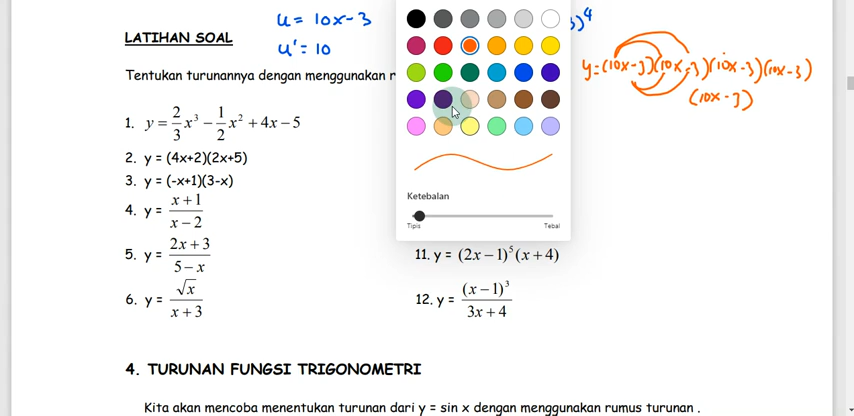 u = 10x - 3
u' = 10
)⁴
LATIHAN SOAL
Tentukan turunannya dengan menggunakan
y = (10x - 3)(10x - 3)(10x - 3)(10x - 3)
(10x - 3)
1. y = 2/3 x³ − 1/2 x² + 4x − 5
2. y = (4x+2)(2x+5)
3. y = (-x+1)(3-x)
4. y = (x + 1)/(x − 2)
5. y = (2x + 3)/(5 − x)
6. y = √x/(x + 3)
Ketebalan
Tipis
Tebal
11. y = (2x − 1)⁵(x + 4)
12. y = (x − 1)³/(3x + 4)
4. TURUNAN FUNGSI TRIGONOMETRI
Kita akan mencoba menentukan turunan dari y = sin x dengan menggunakan rumus turunan .